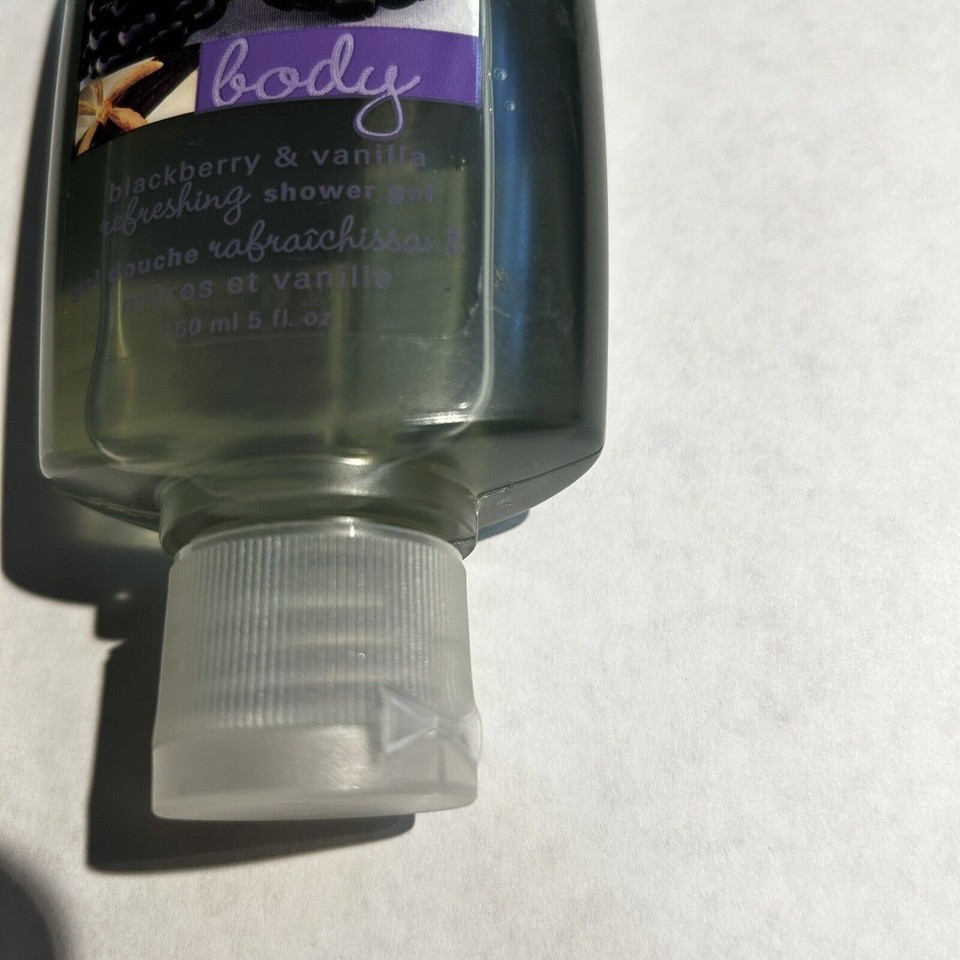 body
blackberry & vanilla
refreshing shower gel
gel douche rafraîchissant
mûres et vanille
150 ml 5 fl. oz